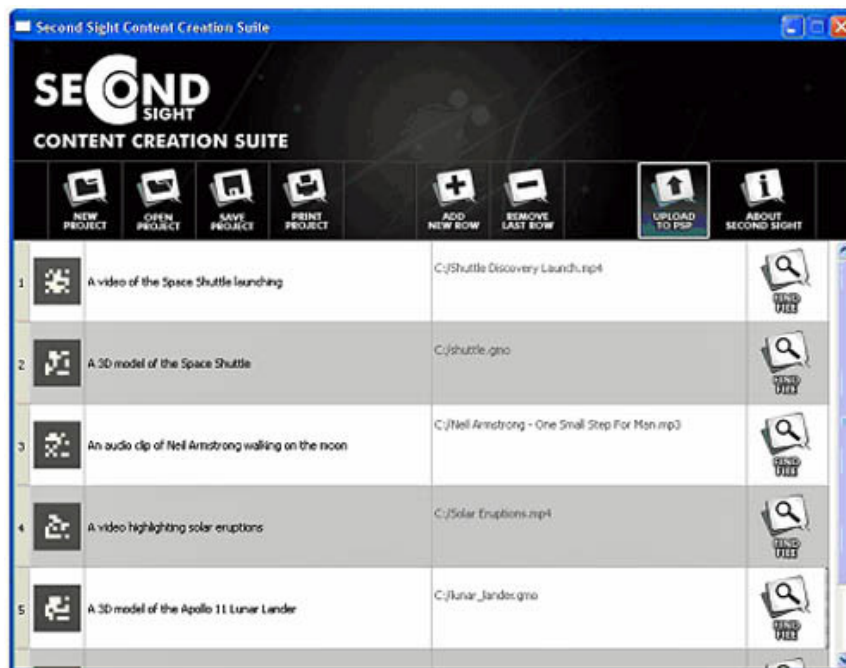 Second Sight Content Creation Suite
SECOND
SIGHT
CONTENT CREATION SUITE
NEW PROJECT
OPEN PROJECT
SAVE PROJECT
PRINT PROJECT
ADD NEW ROW
REMOVE LAST ROW
UPLOAD TO PSP
ABOUT SECOND SIGHT
1 A video of the Space Shuttle launching C:/Shuttle Discovery Launch.mp4 FIND FILE
2 A 3D model of the Space Shuttle C:/shuttle.gmo FIND FILE
3 An audio clip of Neil Armstrong walking on the moon C:/Neil Armstrong - One Small Step For Man.mp3 FIND FILE
4 A video highlighting solar eruptions C:/Solar Eruptions.mp4 FIND FILE
5 A 3D model of the Apollo 11 Lunar Lander C:/lunar_lander.gmo FIND FILE